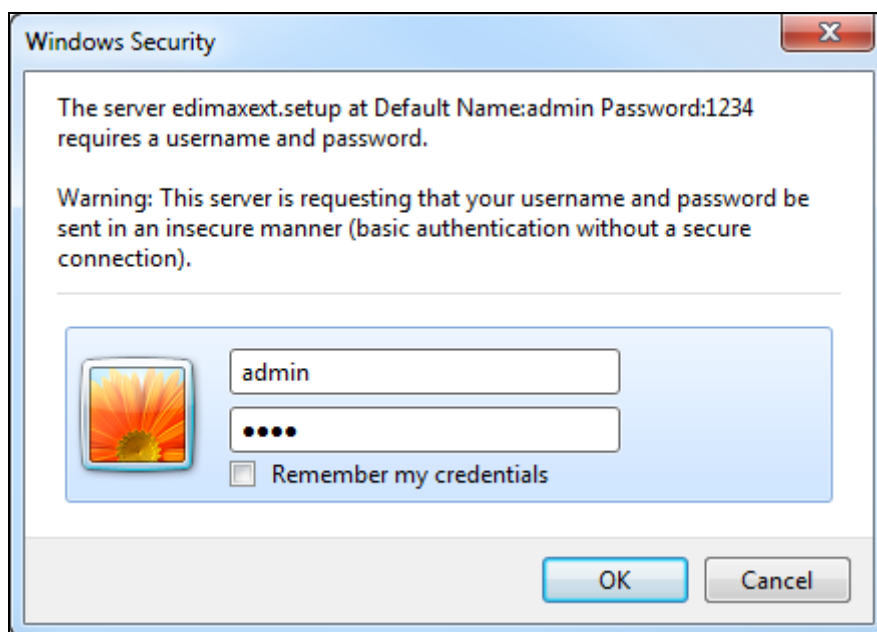 Windows Security
The server edimaxext.setup at Default Name:admin Password:1234
requires a username and password.
Warning: This server is requesting that your username and password be
sent in an insecure manner (basic authentication without a secure
connection).
admin
••••
Remember my credentials
OK
Cancel